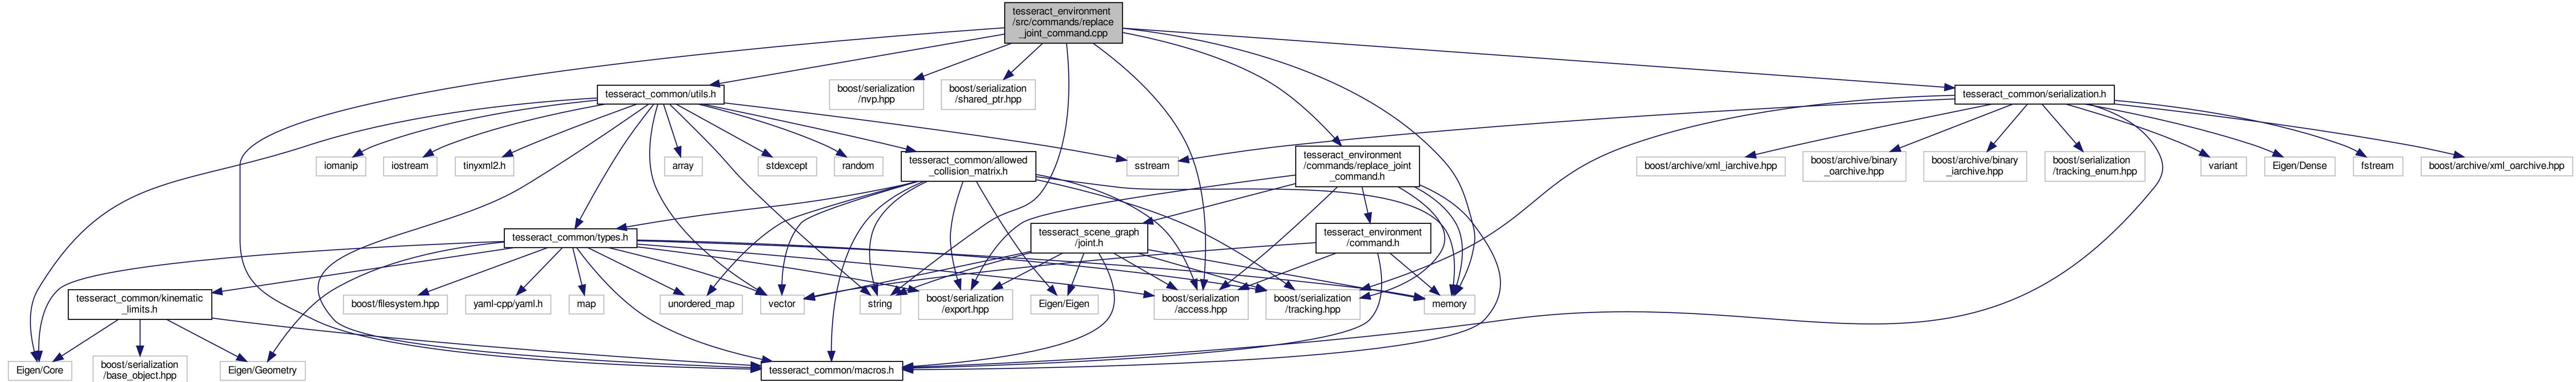 tesseract_environment
/src/commands/replace
_joint_command.cpp
tesseract_common/utils.h
boost/serialization
/nvp.hpp
boost/serialization
/shared_ptr.hpp
tesseract_common/serialization.h
iomanip
iostream
tinyxml2.h
array
stdexcept
random
tesseract_common/allowed
_collision_matrix.h
sstream
tesseract_environment
/commands/replace_joint
_command.h
boost/archive/xml_iarchive.hpp
boost/archive/binary
_oarchive.hpp
boost/archive/binary
_iarchive.hpp
boost/serialization
/tracking_enum.hpp
variant
Eigen/Dense
fstream
boost/archive/xml_oarchive.hpp
tesseract_common/types.h
tesseract_scene_graph
/joint.h
tesseract_environment
/command.h
tesseract_common/kinematic
_limits.h
boost/filesystem.hpp
yaml-cpp/yaml.h
map
unordered_map
vector
string
boost/serialization
/export.hpp
Eigen/Eigen
boost/serialization
/access.hpp
boost/serialization
/tracking.hpp
memory
Eigen/Core
boost/serialization
/base_object.hpp
Eigen/Geometry
tesseract_common/macros.h